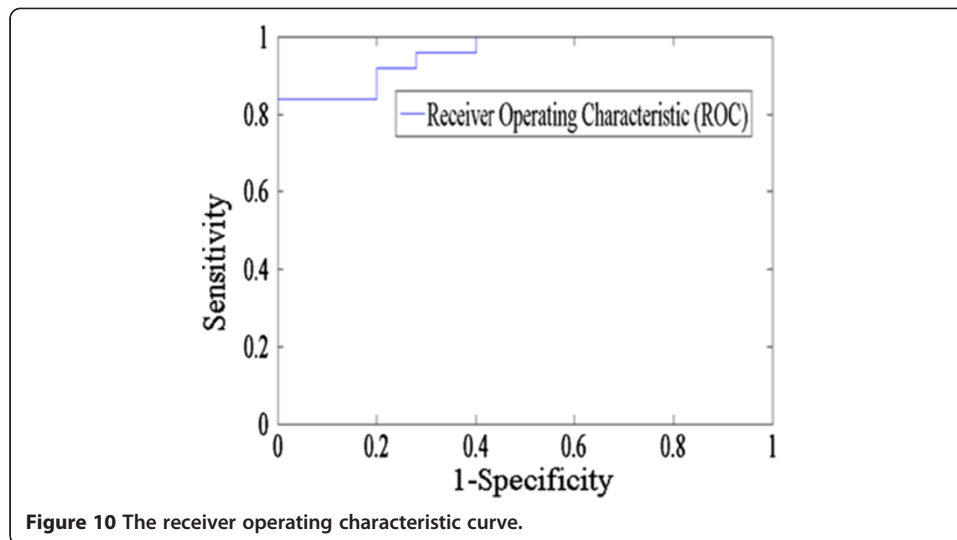 1
0.8
0.6
0.4
0.2
0
Sensitivity
Receiver Operating Characteristic (ROC)
0 0.2 0.4 0.6 0.8 1
1-Specificity
Figure 10 The receiver operating characteristic curve.